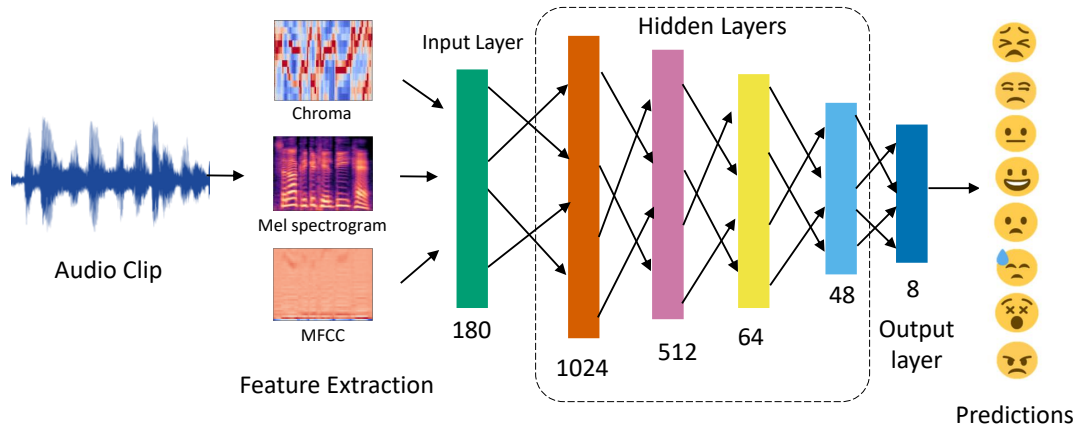 Hidden Layers
Input Layer
Chroma
Mel spectrogram
Audio Clip
MFCC
180
1024
512
64
48
8
Output
layer
Feature Extraction
Predictions